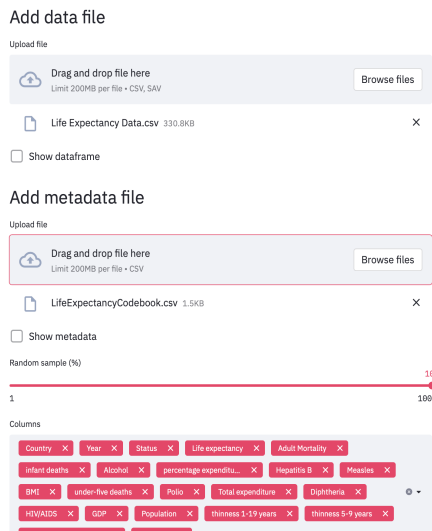 Add data file
Upload file
Drag and drop file here
Limit 200MB per file • CSV, SAV
Browse files
Life Expectancy Data.csv 330.8KB
Show dataframe
Add metadata file
Upload file
Drag and drop file here
Limit 200MB per file • CSV
Browse files
LifeExpectancyCodebook.csv 1.5KB
Show metadata
Random sample (%)
1 100
Columns
Country Year Status Life expectancy Adult Mortality
infant deaths Alcohol percentage expenditu... Hepatitis B Measles
BMI under-five deaths Polio Total expenditure Diphtheria
HIV/AIDS GDP Population thinness 1-19 years thinness 5-9 years